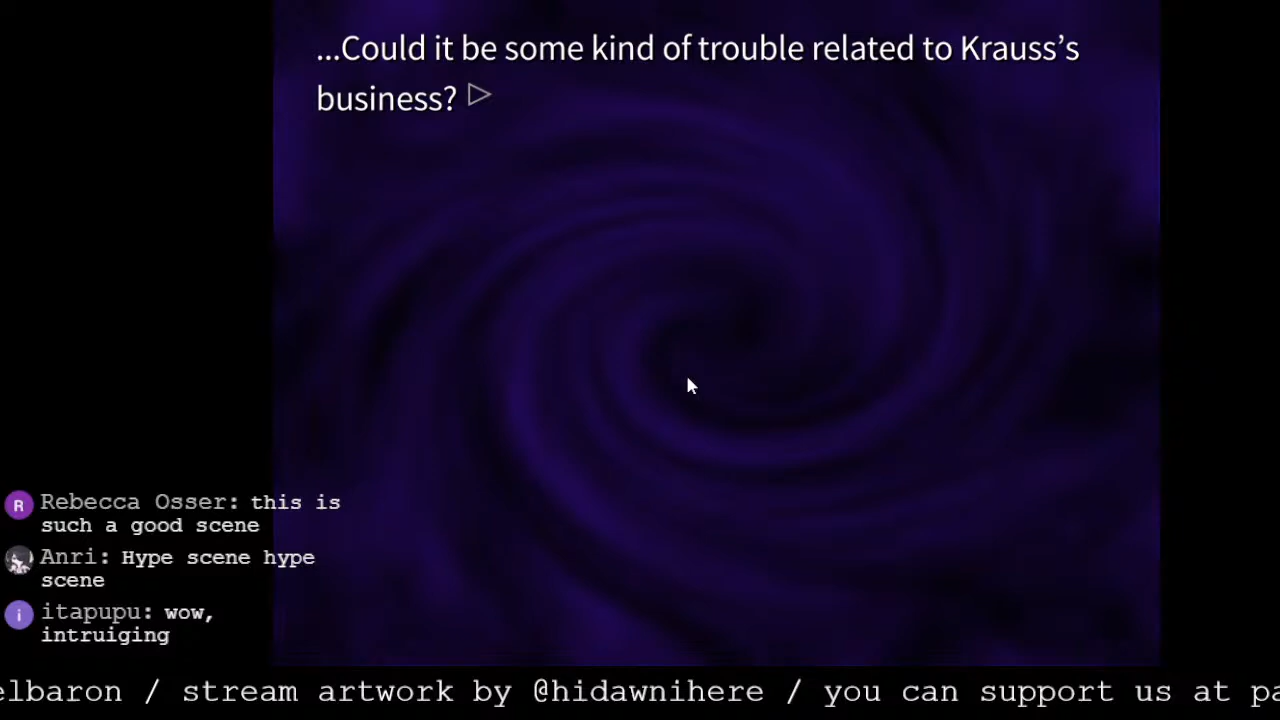 ...Could it be some kind of trouble related to Krauss’s
business?
R Rebecca Osser: this is
such a good scene
Anri: Hype scene hype
scene
i itapupu: wow,
intruiging
elbaron / stream artwork by @hidawnihere / you can support us at pa